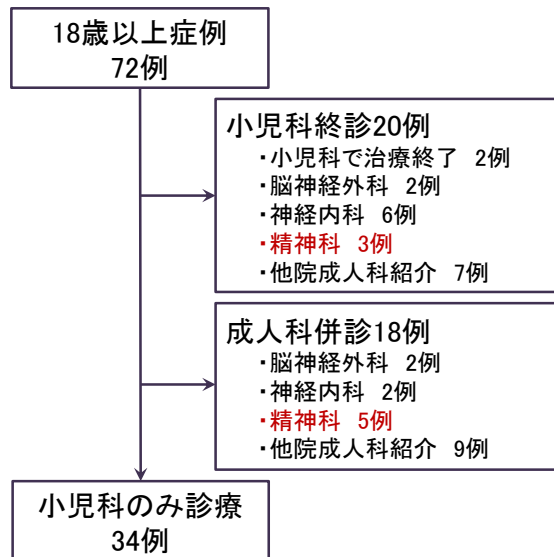 18歳以上症例
72例
小児科終診20例
・小児科で治療終了 2例
・脳神経外科 2例
・神経内科 6例
・精神科 3例
・他院成人科紹介 7例
成人科併診18例
・脳神経外科 2例
・神経内科 2例
・精神科 5例
・他院成人科紹介 9例
小児科のみ診療
34例